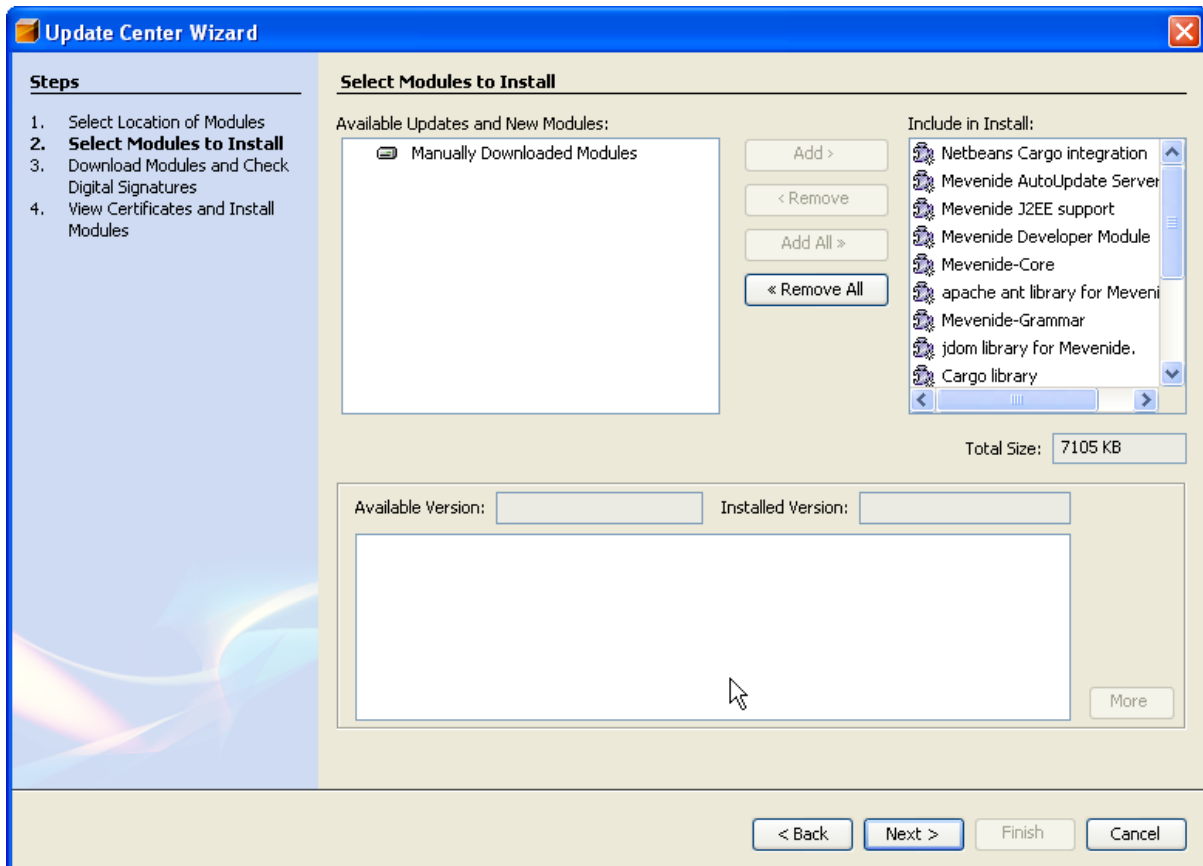 Update Center Wizard
Steps
1. Select Location of Modules
2. Select Modules to Install
3. Download Modules and Check
Digital Signatures
4. View Certificates and Install
Modules
Select Modules to Install
Available Updates and New Modules:
Manually Downloaded Modules
Add >
< Remove
Add All »
« Remove All
Include in Install:
Netbeans Cargo integration
Mevenide AutoUpdate Server
Mevenide J2EE support
Mevenide Developer Module
Mevenide-Core
apache ant library for Meveni
Mevenide-Grammar
jdom library for Mevenide.
Cargo library
Total Size: 7105 KB
Available Version:
Installed Version:
More
< Back
Next >
Finish
Cancel